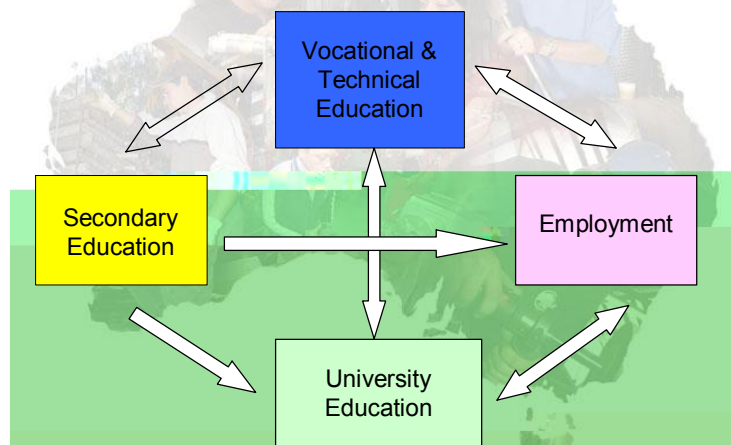 Vocational &
Technical
Education
Secondary
Education
Employment
University
Education